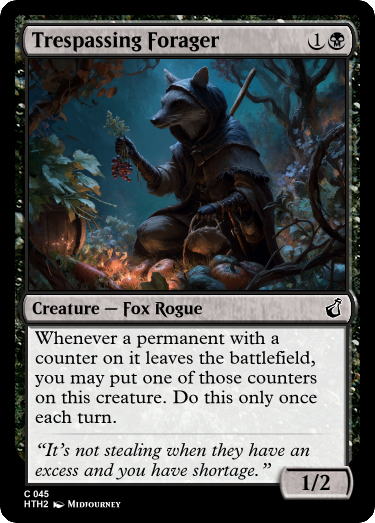 Trespassing Forager 1
Creature — Fox Rogue
Whenever a permanent with a
counter on it leaves the battlefield,
you may put one of those counters
on this creature. Do this only once
each turn.
“It’s not stealing when they have an
excess and you have shortage.”
1/2
C 045
HTH2 Midjourney